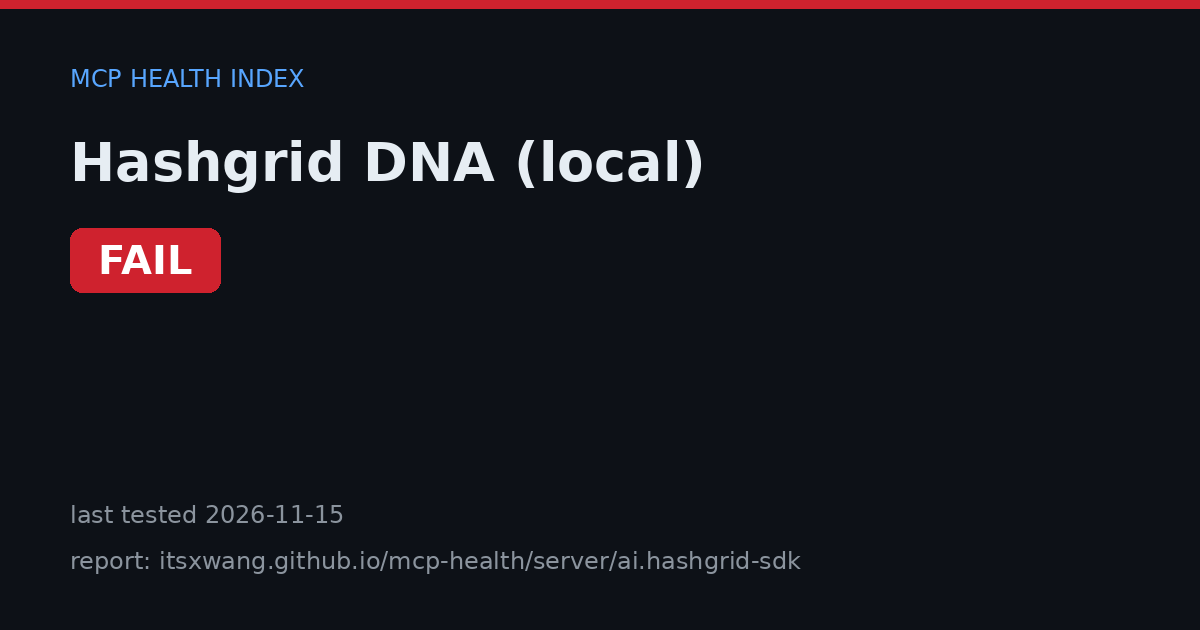 MCP HEALTH INDEX
Hashgrid DNA (local)
FAIL
last tested 2026-11-15
report: itsxwang.github.io/mcp-health/server/ai.hashgrid-sdk